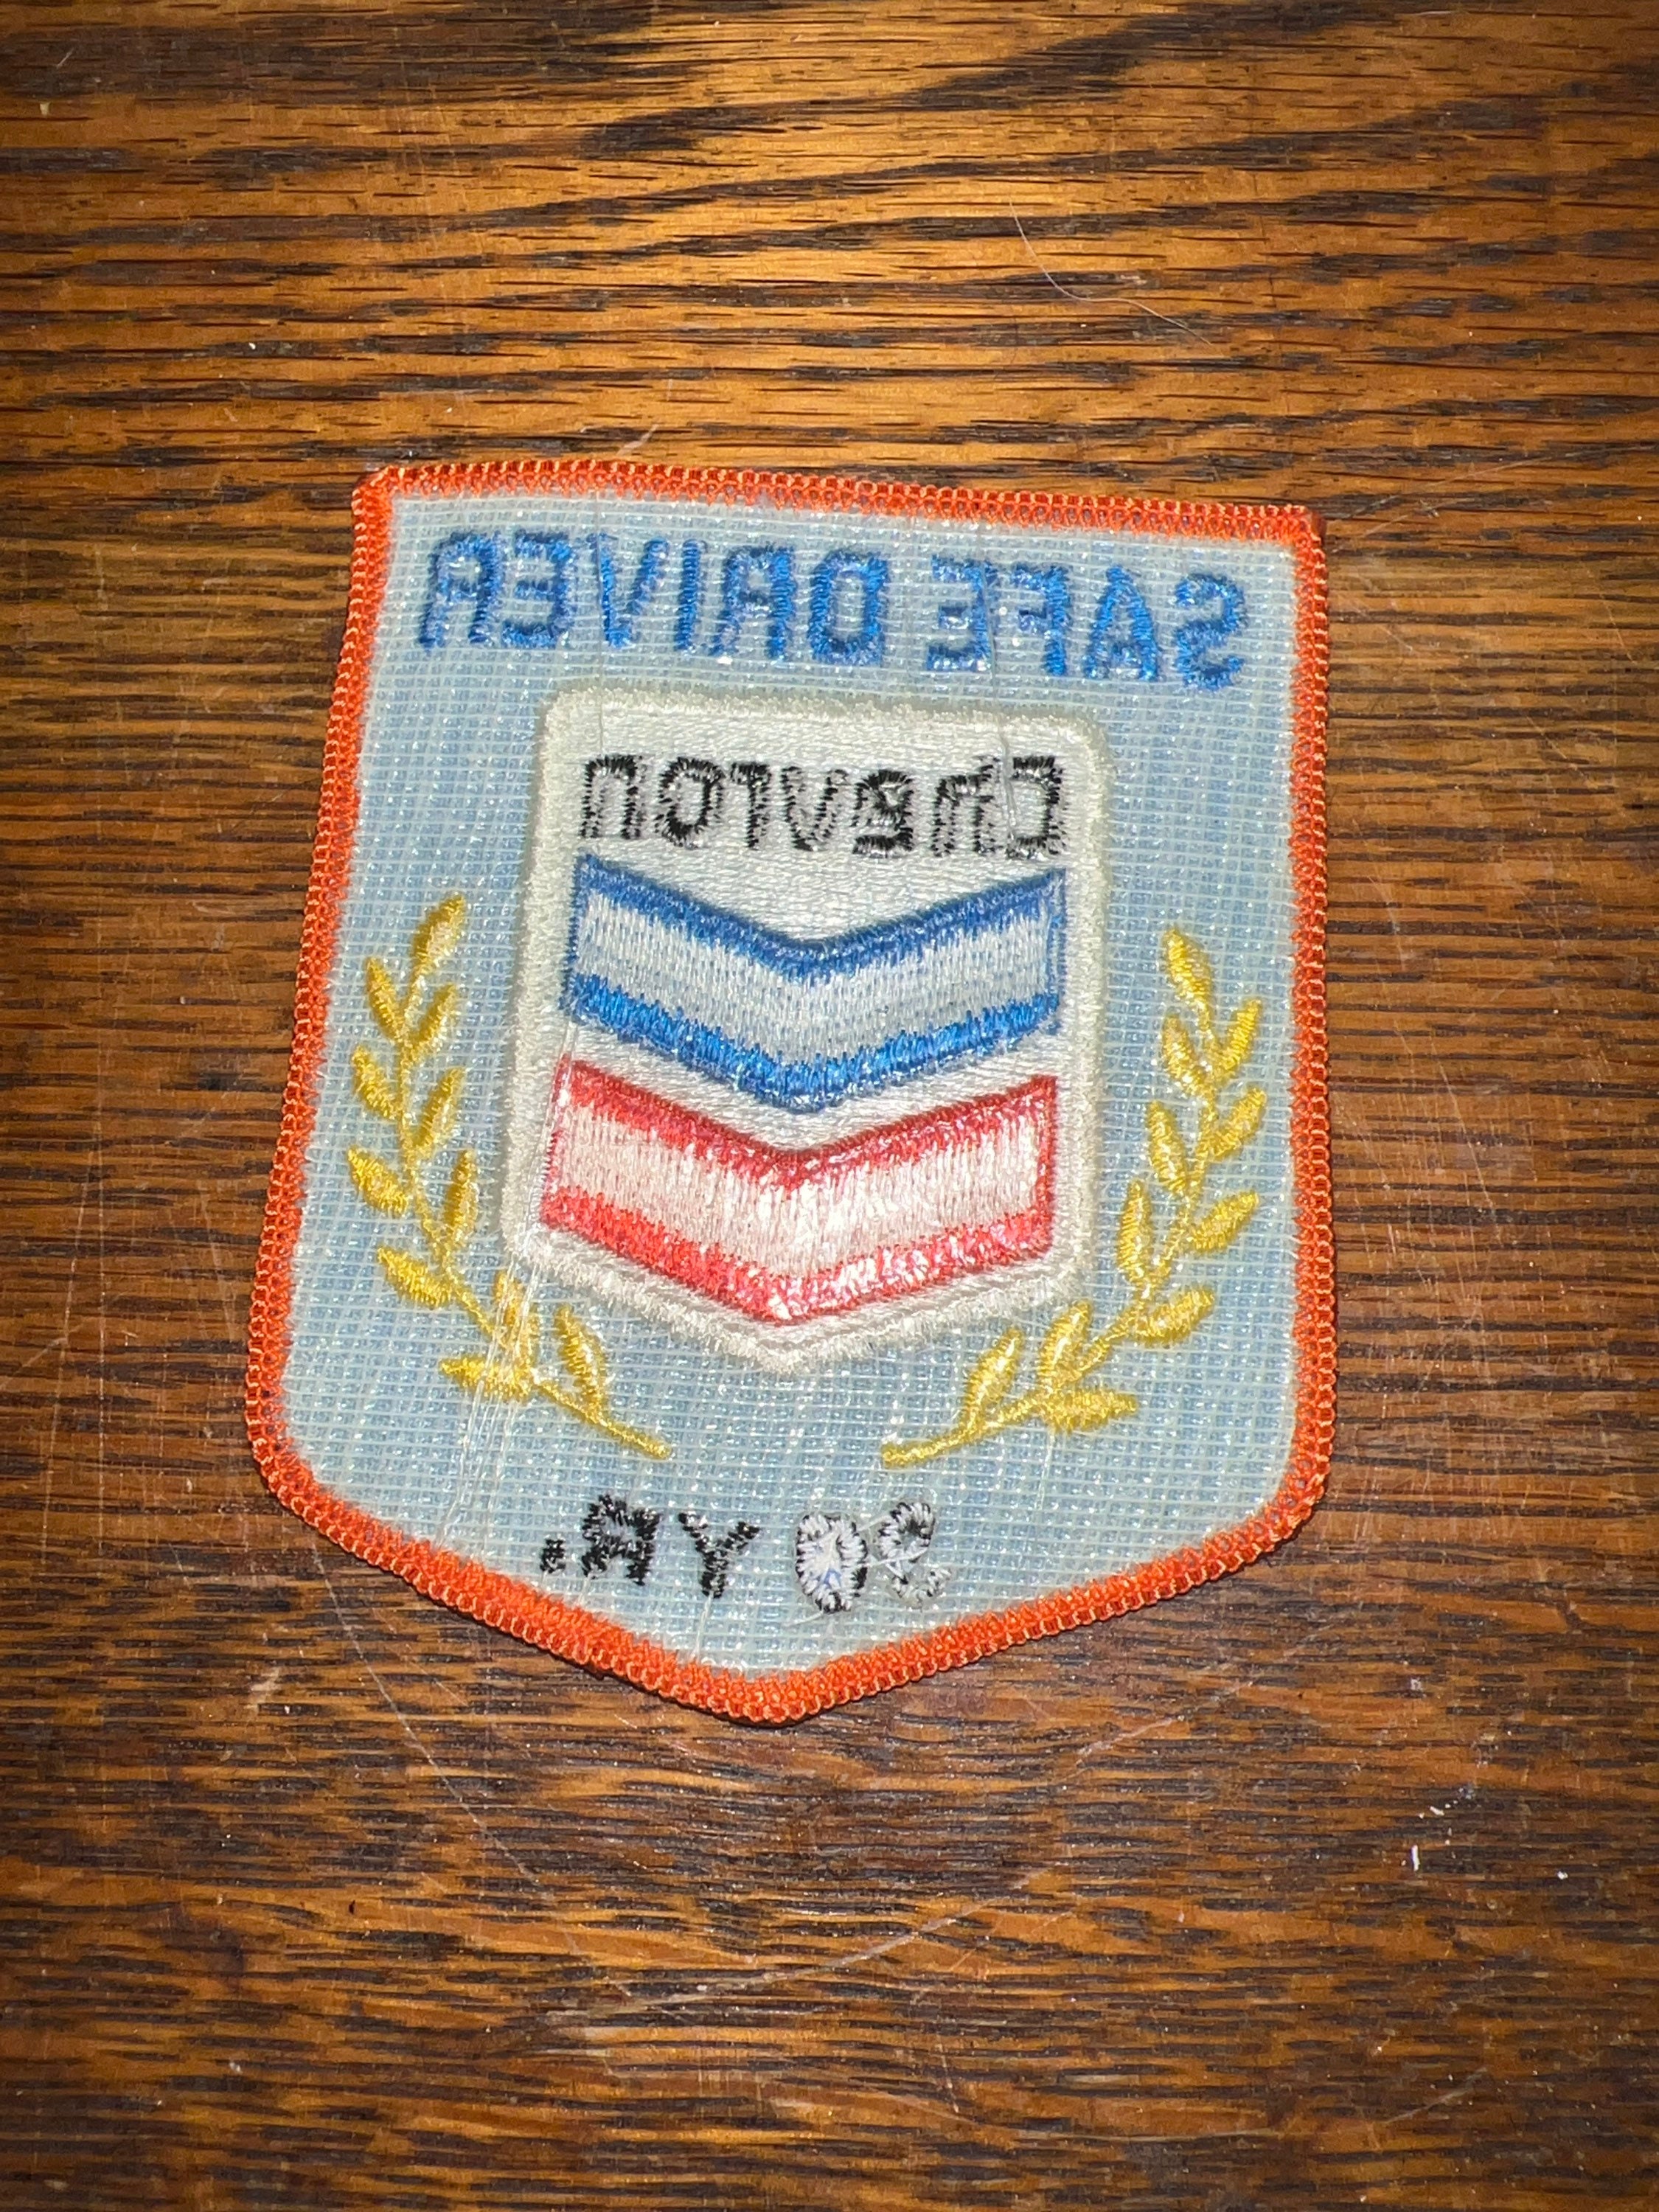 SAFE DRIVER
Chevron
YR.